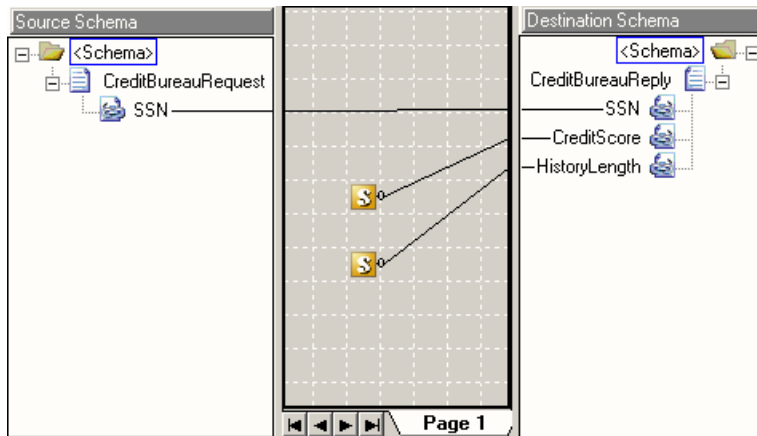 Source Schema
<Schema>
CreditBureauRequest
SSN
Page 1
Destination Schema
<Schema>
CreditBureauReply
SSN
CreditScore
HistoryLength